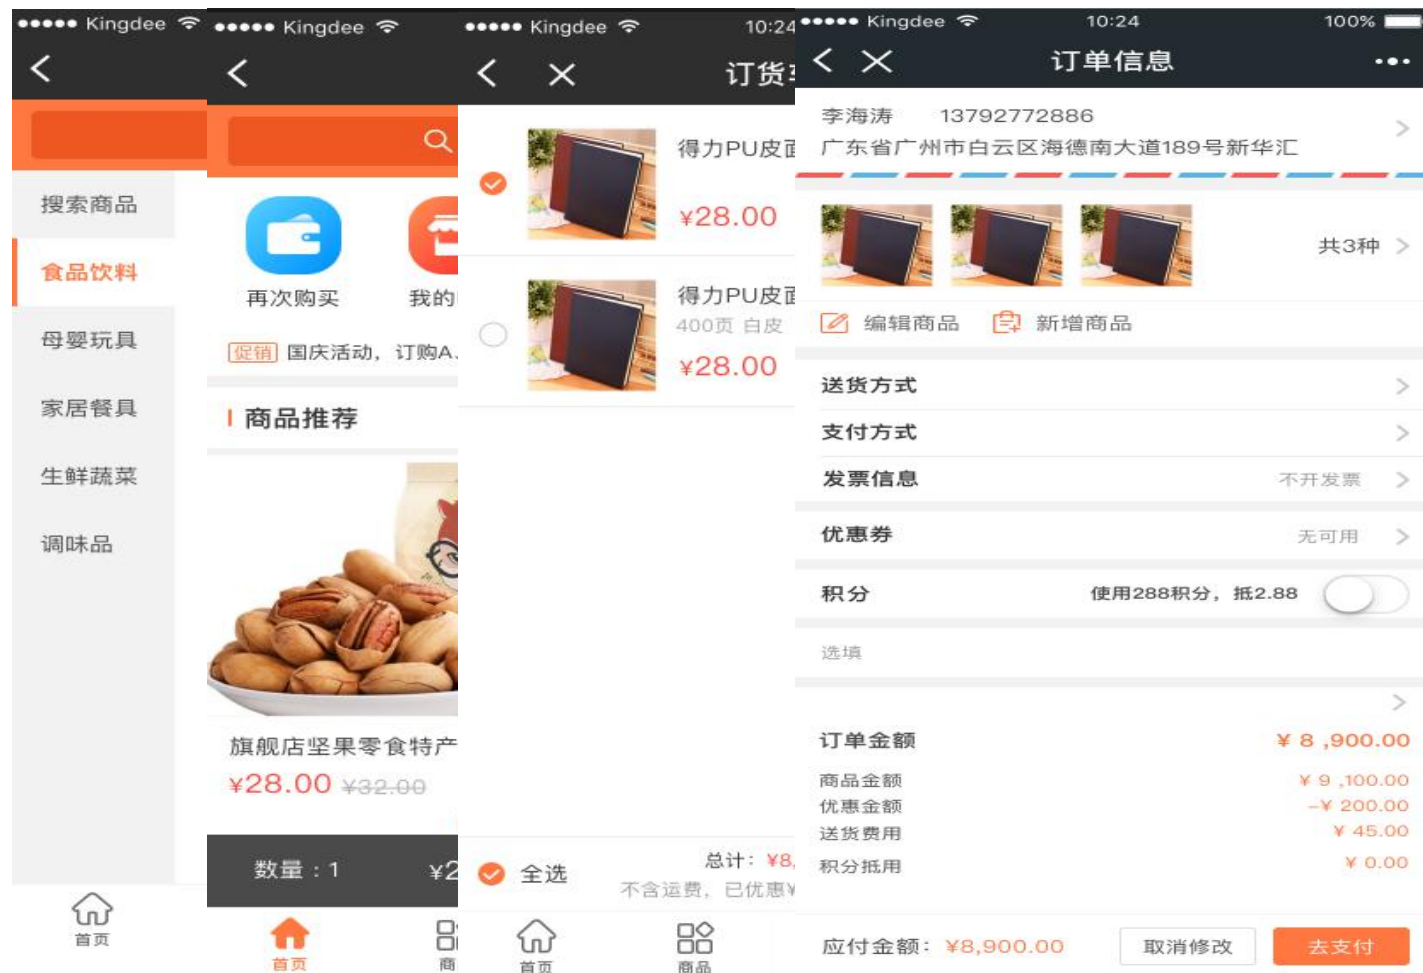 Kingdee
搜索商品
食品饮料
母婴玩具
家居餐具
生鲜蔬菜
调味品
首页
Kingdee
再次购买 我的
促销 国庆活动，订购A、
商品推荐
旗舰店坚果零食特产
¥28.00 ¥32.00
数量：1 ¥2
首页 商
Kingdee 10:24
订货
得力PU皮面
¥28.00
得力PU皮面
400页 白皮
¥28.00
全选 总计：¥8,
不含运费，已优惠¥
首页 商品
Kingdee 10:24 100%
订单信息
李海涛 13792772886
广东省广州市白云区海德南大道189号新华汇
共3种
编辑商品 新增商品
送货方式
支付方式
发票信息 不开发票
优惠券 无可用
积分 使用288积分，抵2.88
选填
订单金额 ¥ 8 ,900.00
商品金额 ¥ 9 ,100.00
优惠金额 -¥ 200.00
送货费用 ¥ 45.00
积分抵用 ¥ 0.00
应付金额：¥8,900.00 取消修改 去支付